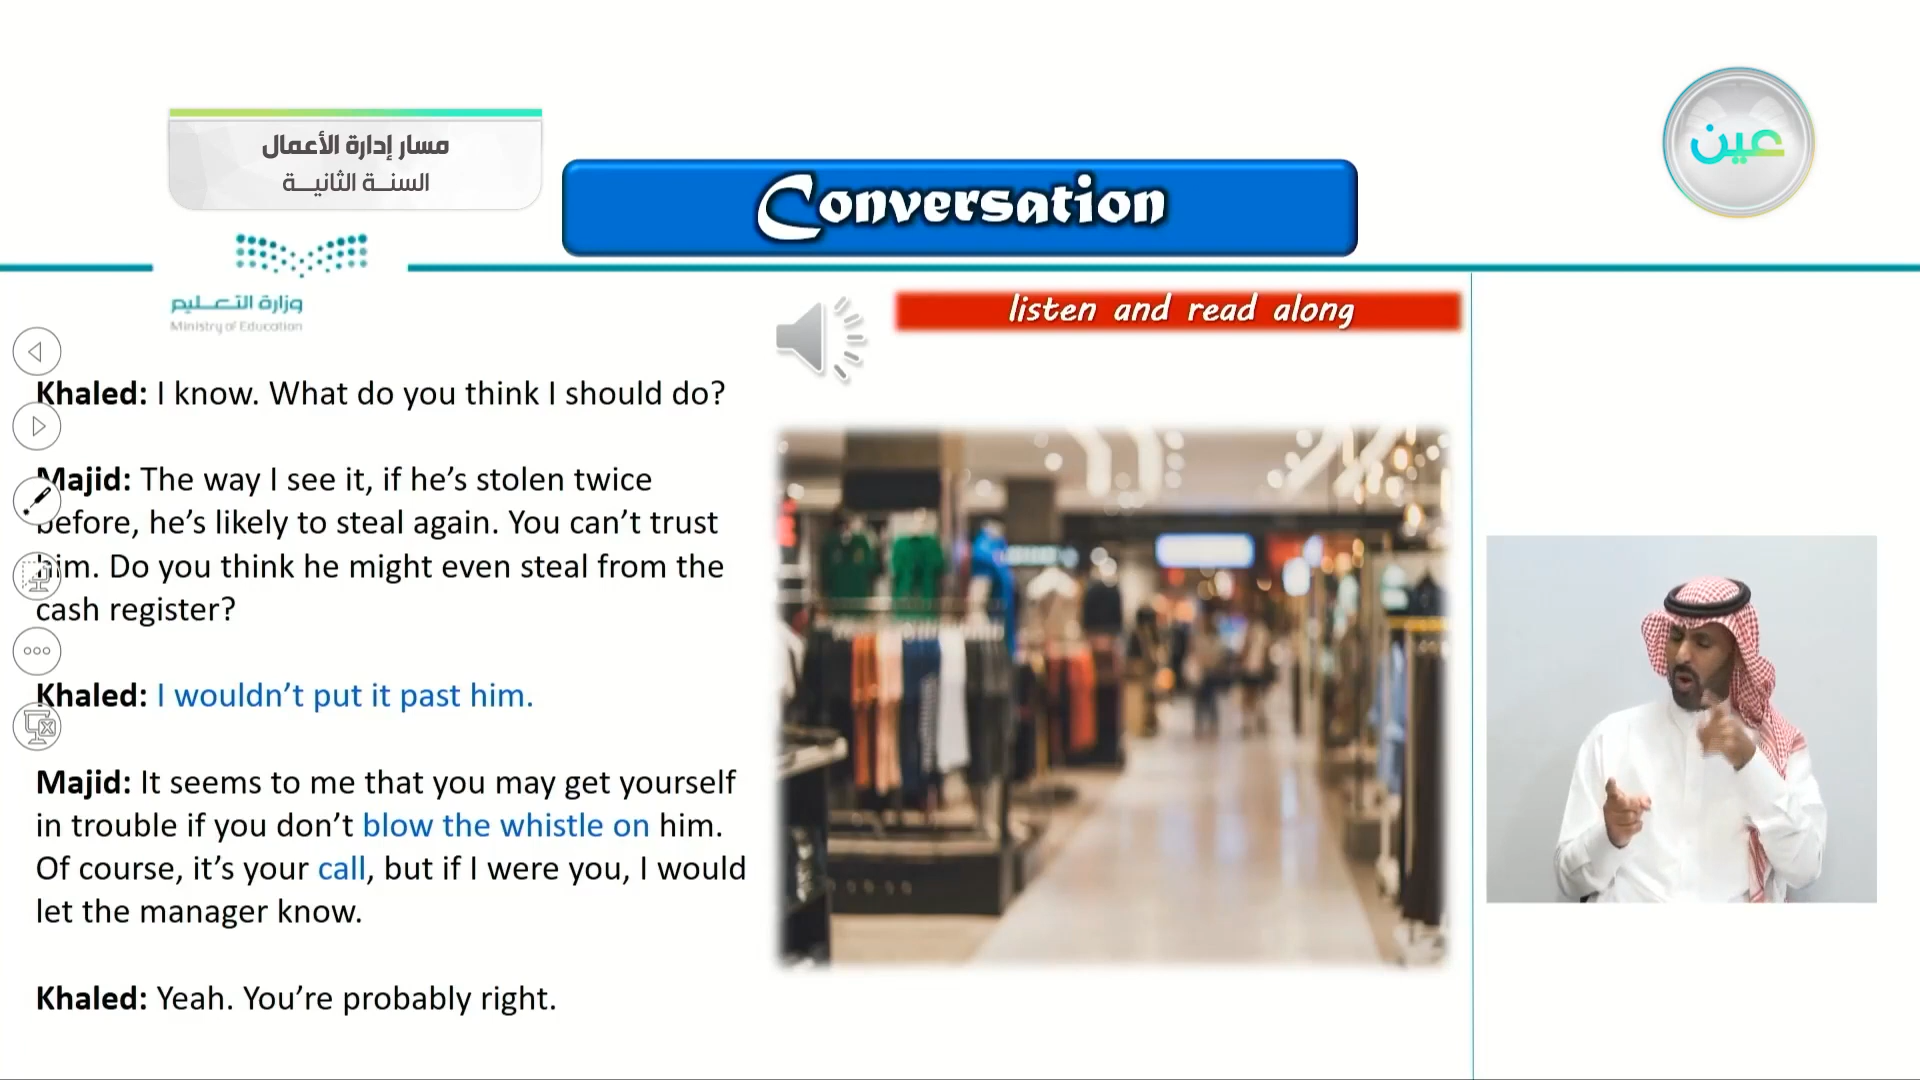 مسار إدارة الأعمال
السنة الثانية
عين
Conversation
وزارة التعليم
Ministry of Education
listen and read along
Khaled: I know. What do you think I should do?
Majid: The way I see it, if he’s stolen twice
before, he’s likely to steal again. You can’t trust
him. Do you think he might even steal from the
cash register?
Khaled: I wouldn’t put it past him.
Majid: It seems to me that you may get yourself
in trouble if you don’t blow the whistle on him.
Of course, it’s your call, but if I were you, I would
let the manager know.
Khaled: Yeah. You’re probably right.